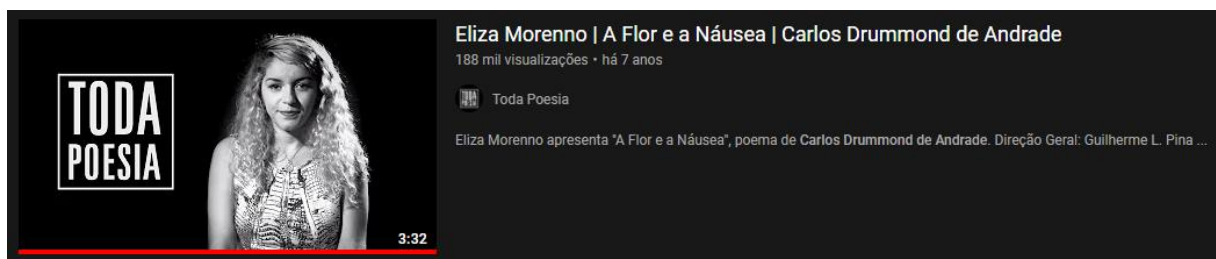 TODA
POESIA
3:32
Eliza Morenno | A Flor e a Náusea | Carlos Drummond de Andrade
188 mil visualizações • há 7 anos
Toda Poesia
Eliza Morenno apresenta "A Flor e a Náusea", poema de Carlos Drummond de Andrade. Direção Geral: Guilherme L. Pina ...